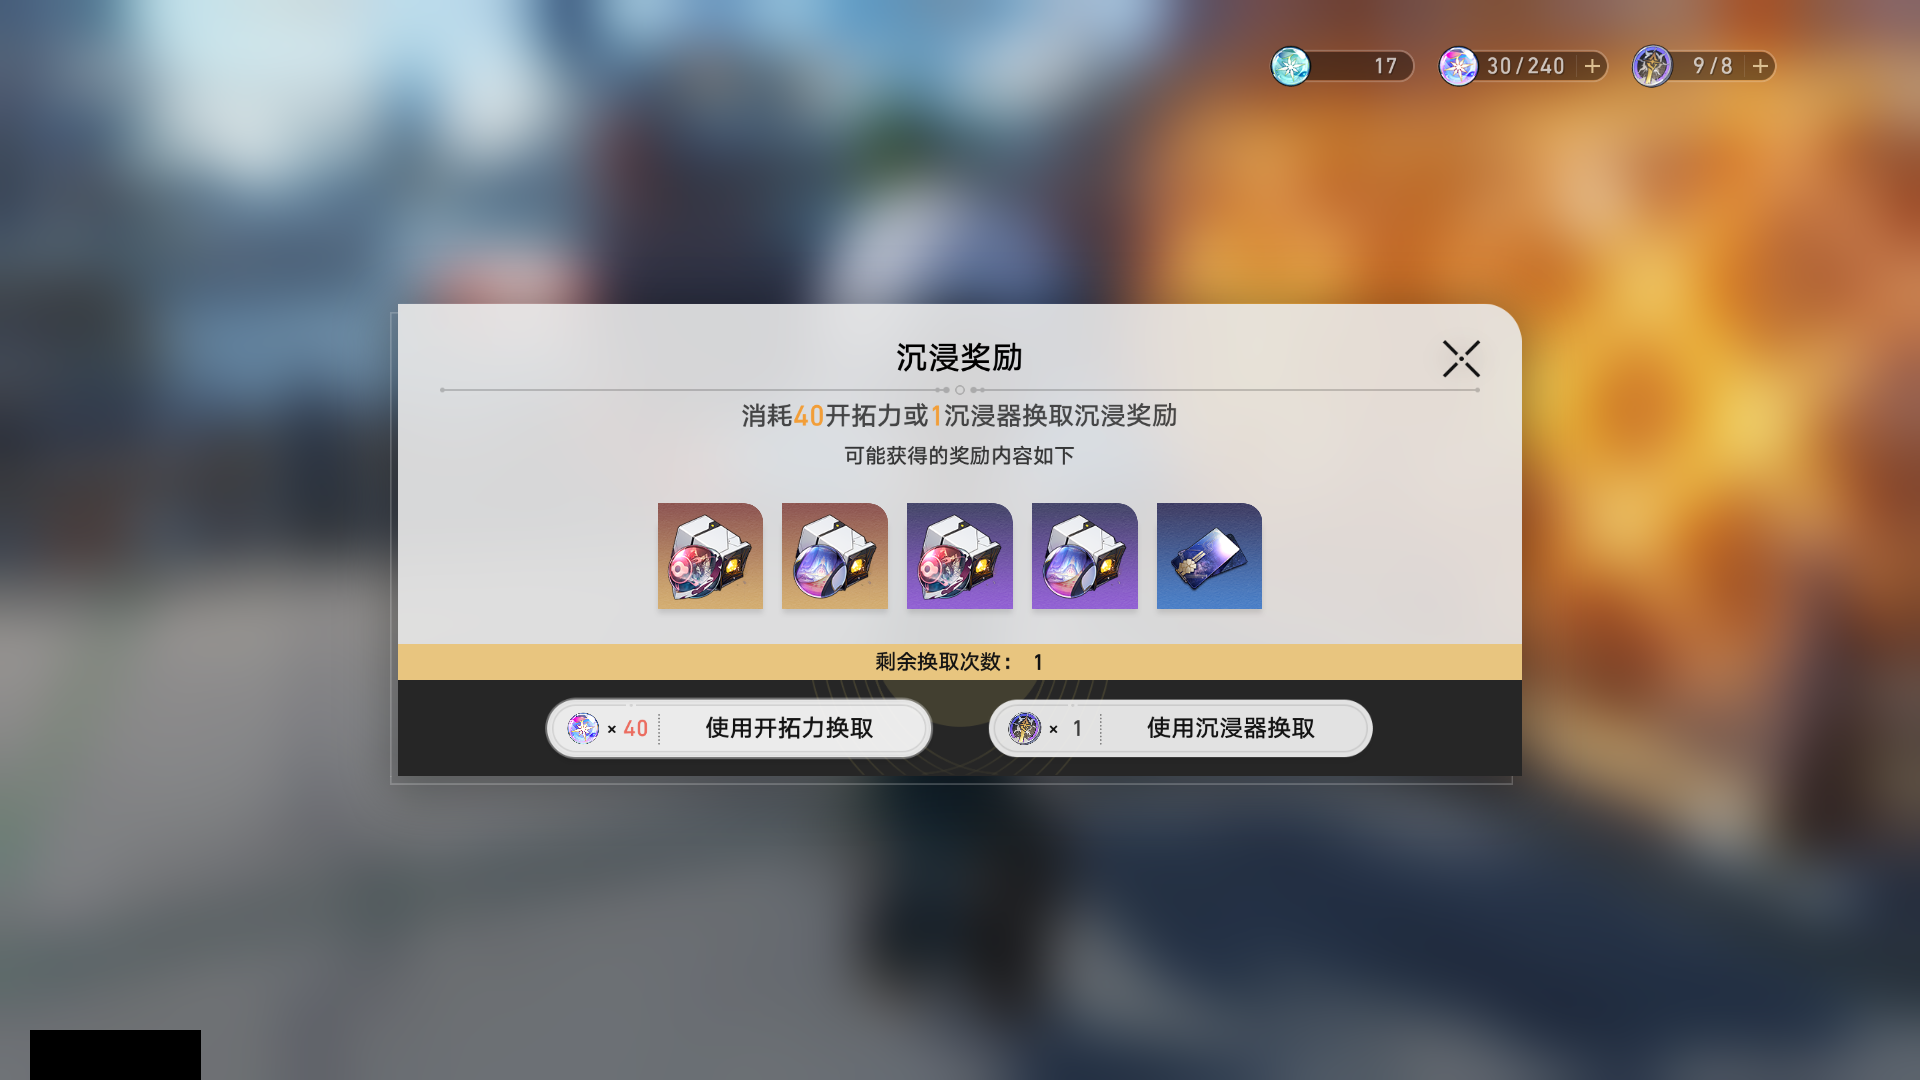 17
30/240
9/8
沉浸奖励
消耗40开拓力或1沉浸器换取沉浸奖励
可能获得的奖励内容如下
剩余换取次数： 1
× 40 使用开拓力换取
× 1 使用沉浸器换取